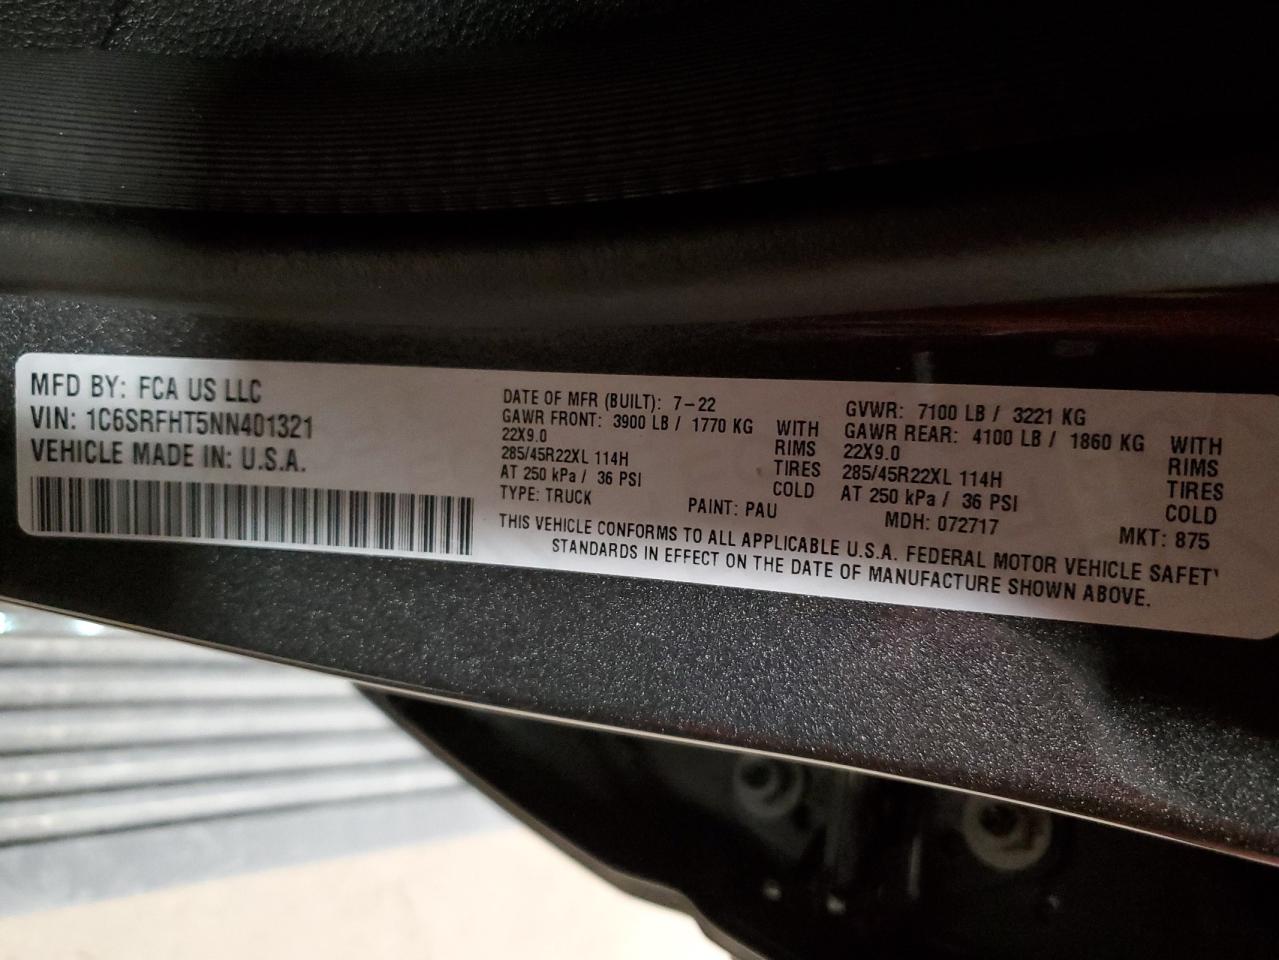 MFD BY: FCA US LLC
VIN: 1C6SRFHT5NN401321
VEHICLE MADE IN: U.S.A.
DATE OF MFR (BUILT): 7-22
GAWR FRONT: 3900 LB / 1770 KG WITH
22X9.0 RIMS
285/45R22XL 114H TIRES
AT 250 kPa / 36 PSI COLD
TYPE: TRUCK PAINT: PAU
GVWR: 7100 LB / 3221 KG
GAWR REAR: 4100 LB / 1860 KG WITH
22X9.0 RIMS
285/45R22XL 114H TIRES
AT 250 kPa / 36 PSI COLD
MDH: 072717 MKT: 875
THIS VEHICLE CONFORMS TO ALL APPLICABLE U.S.A. FEDERAL MOTOR VEHICLE SAFET
STANDARDS IN EFFECT ON THE DATE OF MANUFACTURE SHOWN ABOVE.